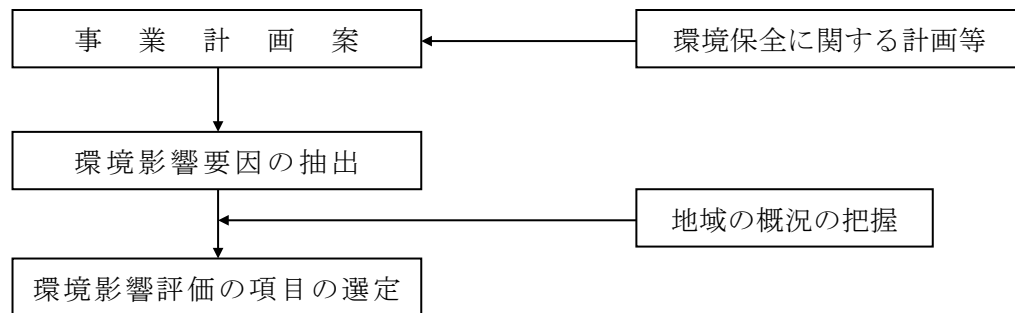 事業計画案
環境保全に関する計画等
環境影響要因の抽出
地域の概況の把握
環境影響評価の項目の選定